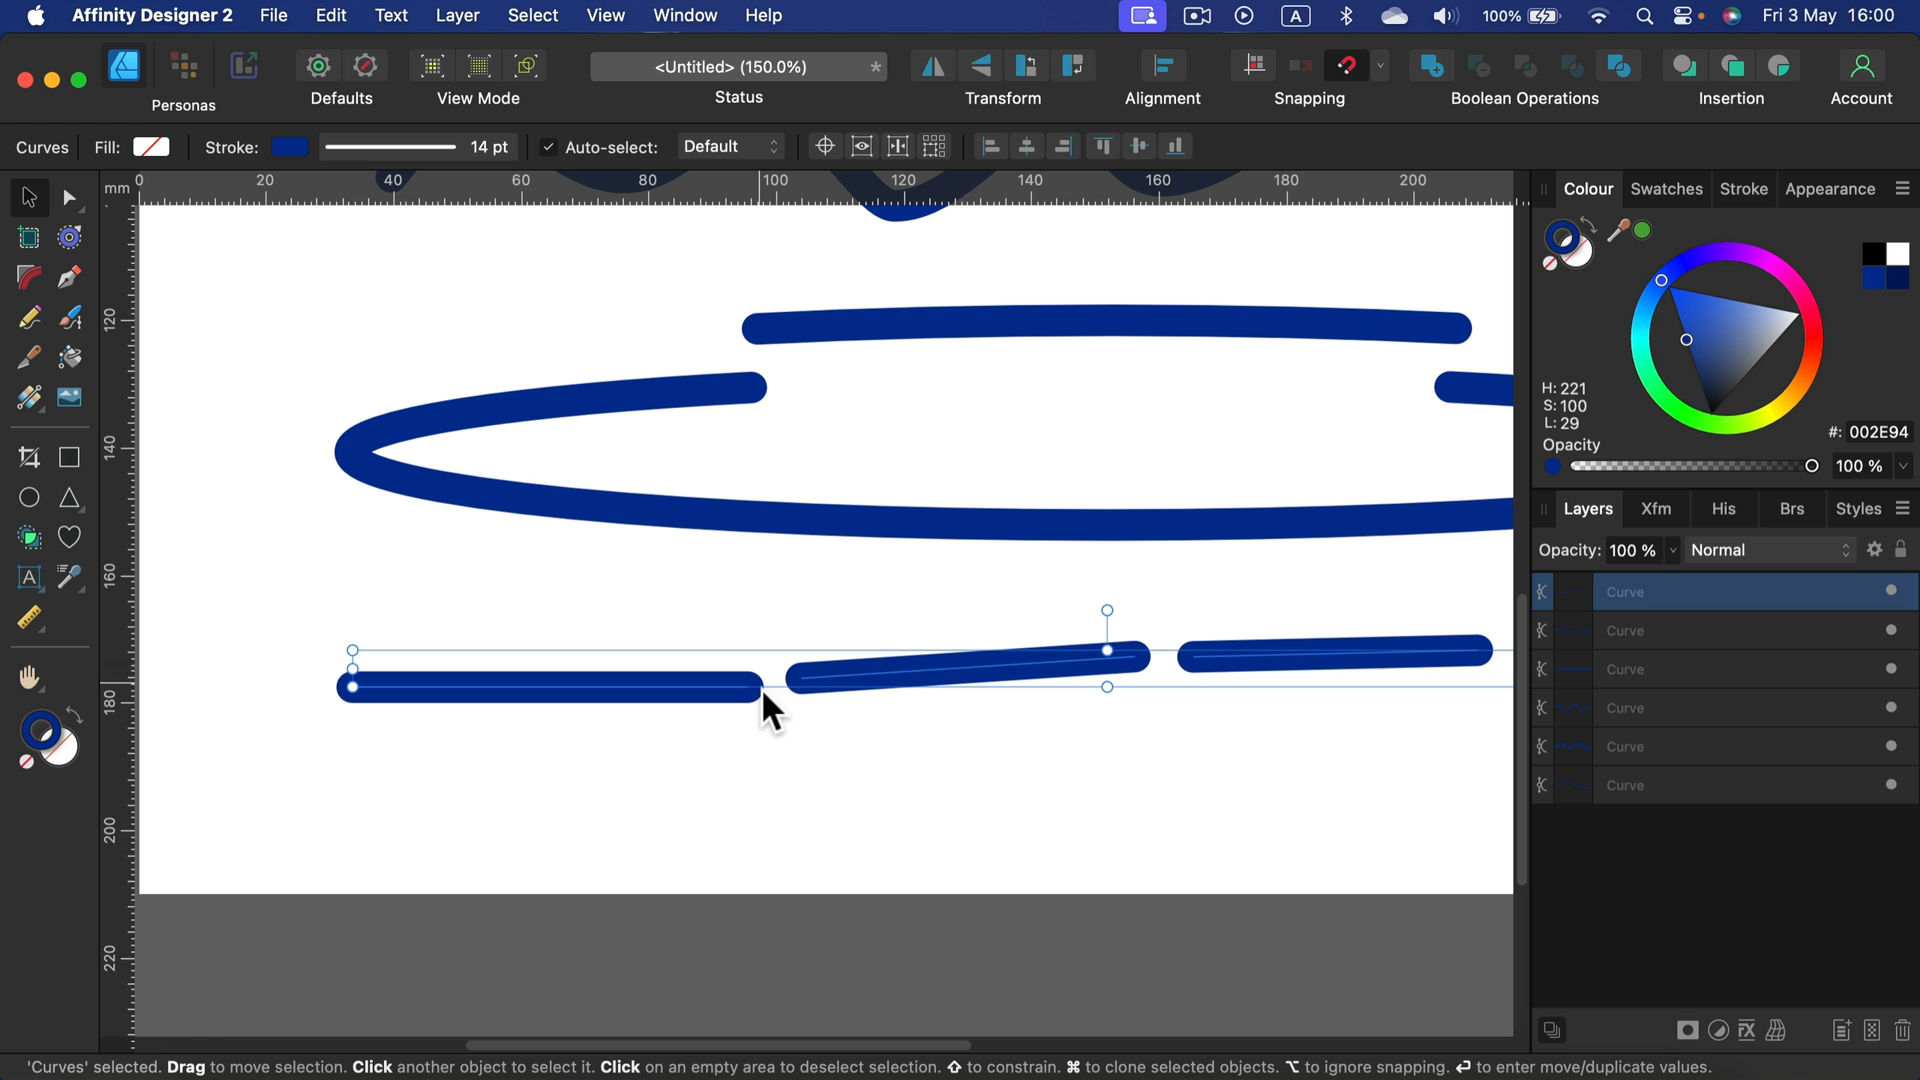 Affinity Designer 2 File Edit Text Layer Select View Window Help A 100% Fri 3 May 16:00
<Untitled> (150.0%) *
Personas Defaults View Mode Status Transform Alignment Snapping Boolean Operations Insertion Account
Curves Fill: Stroke: 14 pt Auto-select: Default
mm 0 20 40 60 80 100 120 140 160 180 200
Colour Swatches Stroke Appearance
120
140
160
180
200
220
H: 221
S: 100
L: 29
#: 002E94
Opacity
100 %
Layers Xfm His Brs Styles
Opacity: 100 % Normal
Curve
Curve
Curve
Curve
Curve
Curve
A
FX
'Curves' selected. Drag to move selection. Click another object to select it. Click on an empty area to deselect selection. ⇧ to constrain. ⌘ to clone selected objects. ⌥ to ignore snapping. ↵ to enter move/duplicate values.